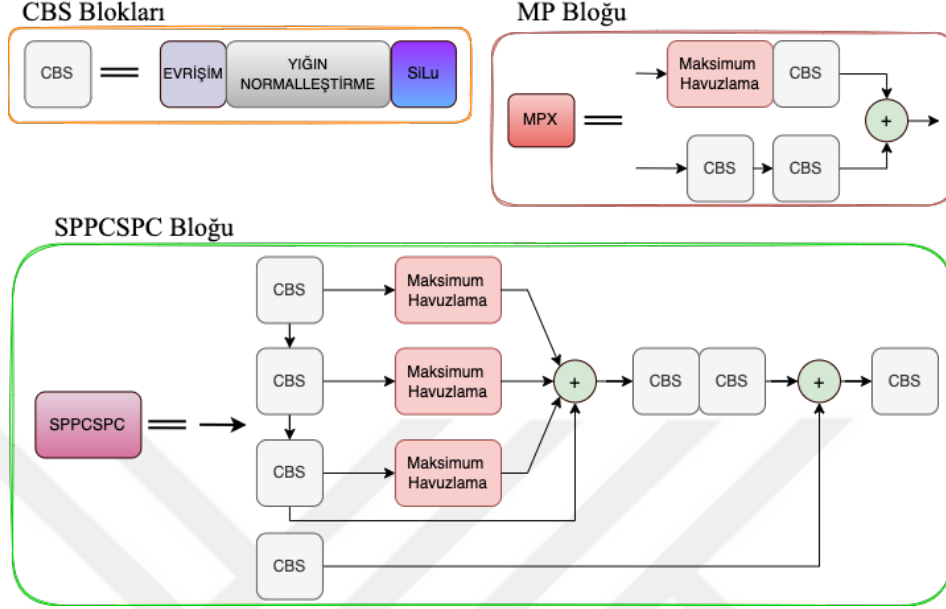 CBS Blokları
CBS
EVRİŞİM
YIĞIN
NORMALLEŞTİRME
SiLu
MP Bloğu
MPX
Maksimum
Havuzlama
CBS
+
CBS
CBS
SPPCSPC Bloğu
SPPCSPC
CBS
Maksimum
Havuzlama
CBS
Maksimum
Havuzlama
+
CBS
CBS
+
CBS
CBS
Maksimum
Havuzlama
CBS